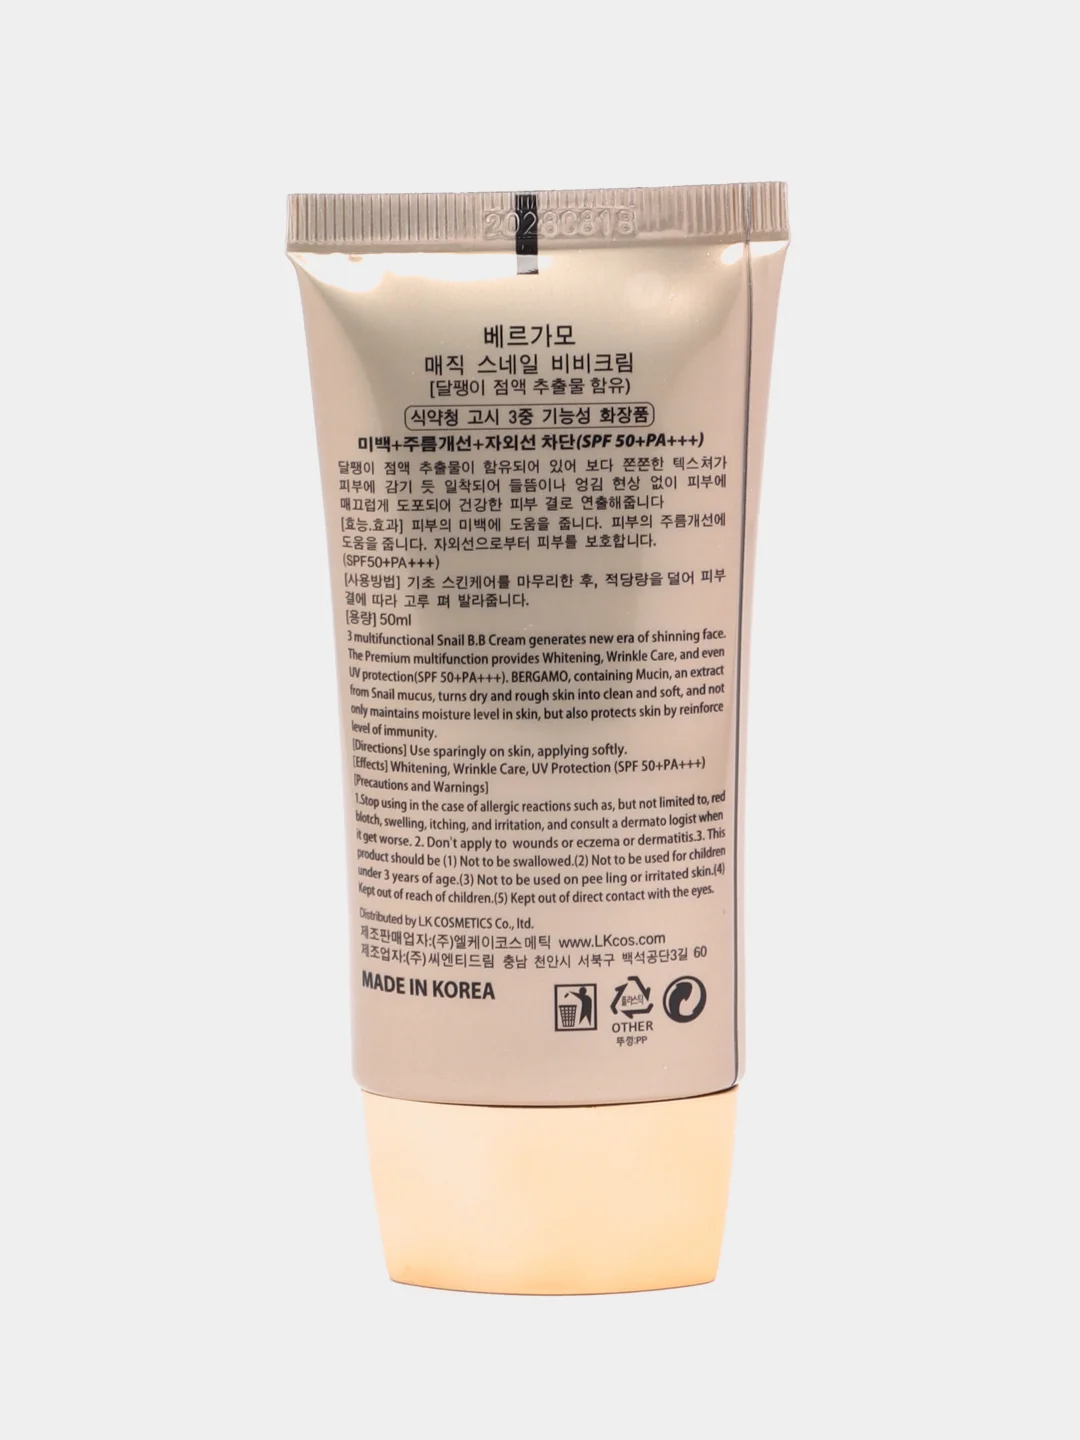 20280818
베르가모
매직 스네일 비비크림
[달팽이 점액 추출물 함유)
식약청 고시 3중 기능성 화장품
미백+주름개선+자외선 차단(SPF 50+PA+++)
달팽이 점액 추출물이 함유되어 있어 보다 쫀쫀한 텍스쳐가
피부에 감기 듯 밀착되어 들뜸이나 엉김 현상 없이 피부에
매끄럽게 도포되어 건강한 피부 결로 연출해줍니다
[효능.효과] 피부의 미백에 도움을 줍니다. 피부의 주름개선에
도움을 줍니다. 자외선으로부터 피부를 보호합니다.
(SPF50+PA+++)
[사용방법] 기초 스킨케어를 마무리한 후, 적당량을 덜어 피부
결에 따라 고루 펴 발라줍니다.
[용량] 50ml
3 multifunctional Snail B.B Cream generates new era of shinning face.
The Premium multifunction provides Whitening, Wrinkle Care, and even
UV protection(SPF 50+PA+++). BERGAMO, containing Mucin, an extract
from Snail mucus, turns dry and rough skin into clean and soft, and not
only maintains moisture level in skin, but also protects skin by reinforce
level of immunity.
[Directions] Use sparingly on skin, applying softly.
[Effects] Whitening, Wrinkle Care, UV Protection (SPF 50+PA+++)
[Precautions and Warnings]
1.Stop using in the case of allergic reactions such as, but not limited to, red
blotch, swelling, itching, and irritation, and consult a dermato logist when
it get worse. 2. Don't apply to wounds or eczema or dermatitis.3. This
product should be (1) Not to be swallowed.(2) Not to be used for children
under 3 years of age.(3) Not to be used on pee ling or irritated skin.(4)
Kept out of reach of children.(5) Kept out of direct contact with the eyes.
Distributed by LK COSMETICS Co., ltd.
제조판매업자:(주)엘케이코스메틱 www.LKcos.com
제조업자:(주)씨엔티드림 충남 천안시 서북구 백석공단3길 60
MADE IN KOREA
플라스틱
OTHER
뚜껑:PP